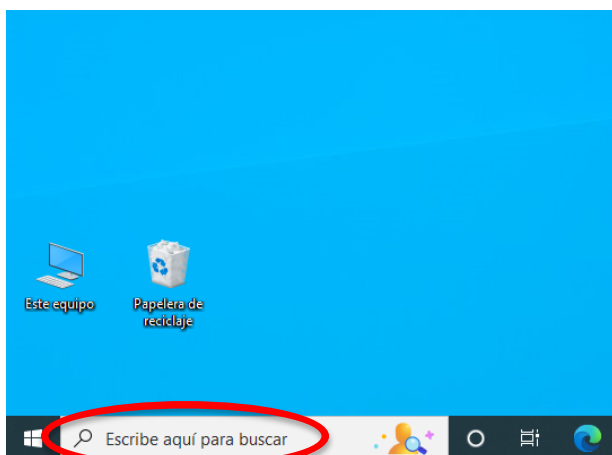 Este equipo
Papelera de
reciclaje
Escribe aquí para buscar